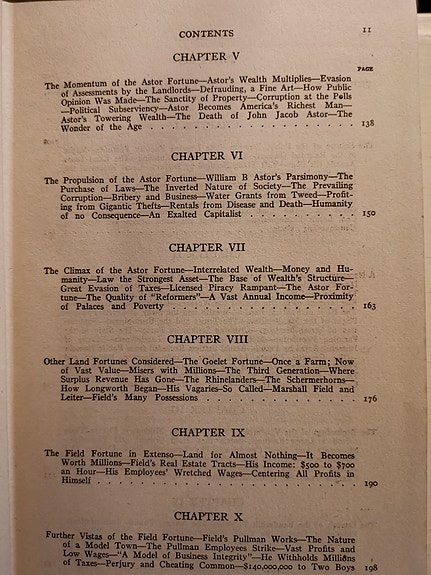 CONTENTS 11
CHAPTER V
PAGE
The Momentum of the Astor Fortune—Astor's Wealth Multiplies—Evasion
of Assessments by the Landlords—Defrauding, a Fine Art—How Public
Opinion Was Made—The Sanctity of Property—Corruption at the Polls
—Political Subserviency—Astor Becomes America's Richest Man—
Astor's Towering Wealth—The Death of John Jacob Astor—The
Wonder of the Age . . . . . . . . . . . . . . . . . . 138
CHAPTER VI
The Propulsion of the Astor Fortune—William B Astor's Parsimony—The
Purchase of Laws—The Inverted Nature of Society—The Prevailing
Corruption—Bribery and Business—Water Grants from Tweed—Profit-
ing from Gigantic Thefts—Rentals from Disease and Death—Humanity
of no Consequence—An Exalted Capitalist . . . . . . . . . 150
CHAPTER VII
The Climax of the Astor Fortune—Interrelated Wealth—Money and Hu-
manity—Law the Strongest Asset—The Base of Wealth's Structure—
Great Evasion of Taxes—Licensed Piracy Rampant—The Astor For-
tune—The Quality of "Reformers"—A Vast Annual Income—Proximity
of Palaces and Poverty . . . . . . . . . . . . . . . . 163
CHAPTER VIII
Other Land Fortunes Considered—The Goelet Fortune—Once a Farm; Now
of Vast Value—Misers with Millions—The Third Generation—Where
Surplus Revenue Has Gone—The Rhinelanders—The Schermerhorns—
How Longworth Began—His Vagaries—So Called—Marshall Field and
Leiter—Field's Many Possessions . . . . . . . . . . . . . 176
CHAPTER IX
The Field Fortune in Extenso—Land for Almost Nothing—It Becomes
Worth Millions—Field's Real Estate Tracts—His Income: $500 to $700
an Hour—His Employees' Wretched Wages—Centering All Profits in
Himself . . . . . . . . . . . . . . . . . . . . . . 190
CHAPTER X
Further Vistas of the Field Fortune—Field's Pullman Works—The Nature
of a Model Town—The Pullman Employees Strike—Vast Profits and
Low Wages—"A Model of Business Integrity"—He Withholds Millions
of Taxes—Perjury and Cheating Common—$140,000,000 to Two Boys 198